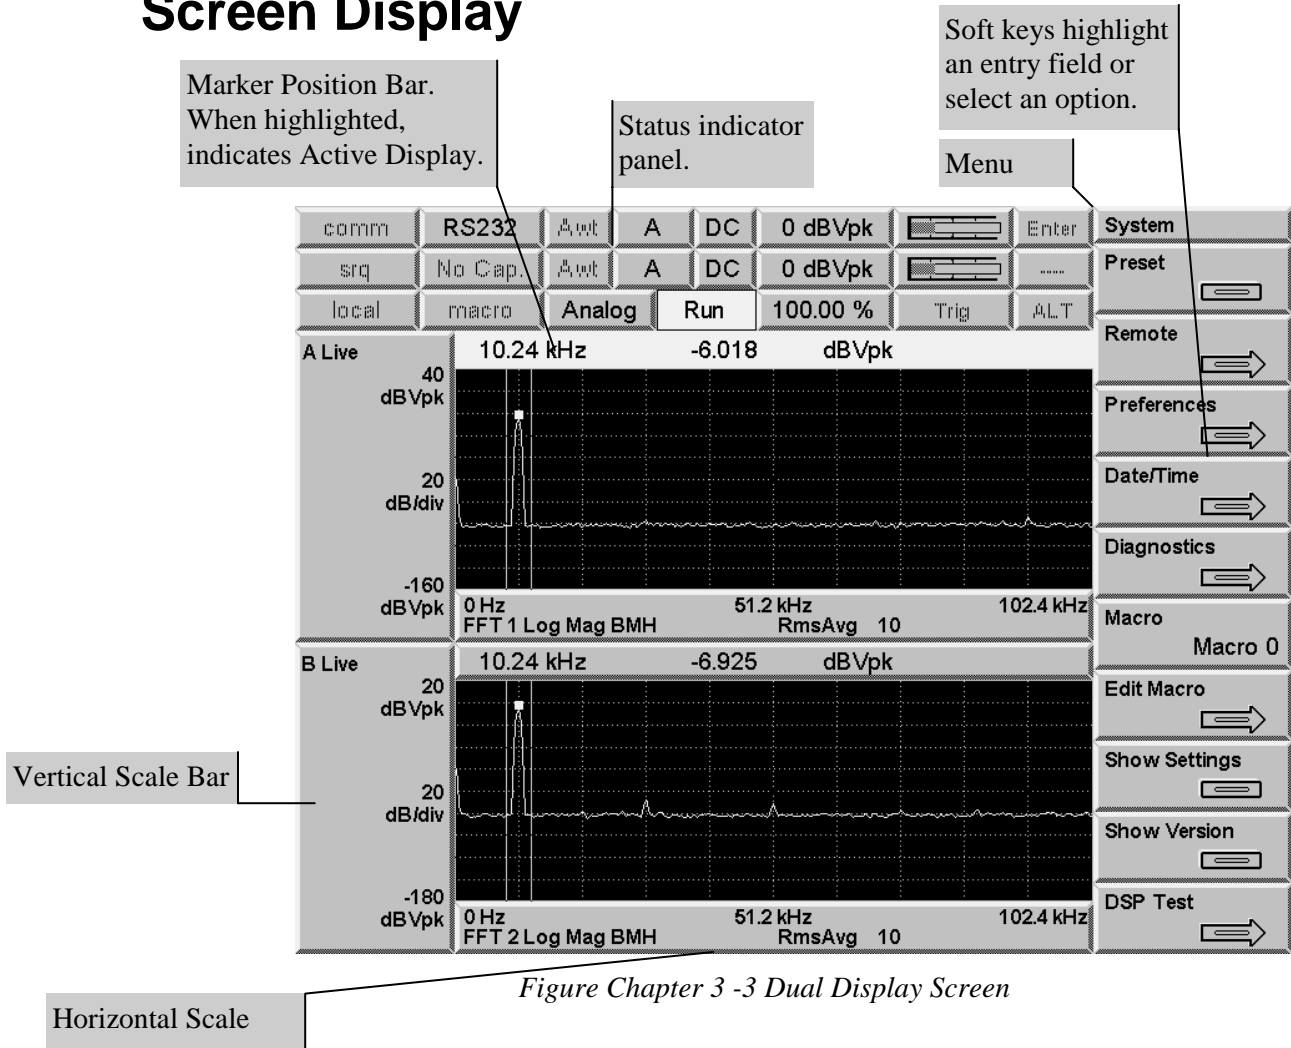 Screen Display
Soft keys highlight
an entry field or
select an option.
Marker Position Bar.
When highlighted,
indicates Active Display.
Status indicator
panel.
Menu
comm RS232 Awt A DC 0 dBVpk Enter
srq No Cap. Awt A DC 0 dBVpk ......
local macro Analog Run 100.00 % Trig ALT
System
Preset
Remote
Preferences
Date/Time
Diagnostics
Macro
Macro 0
Edit Macro
Show Settings
Show Version
DSP Test
A Live
10.24 kHz -6.018 dBVpk
40
dBVpk
20
dB/div
-160
dBVpk
0 Hz 51.2 kHz 102.4 kHz
FFT 1 Log Mag BMH RmsAvg 10
B Live
10.24 kHz -6.925 dBVpk
20
dBVpk
20
dB/div
-180
dBVpk
0 Hz 51.2 kHz 102.4 kHz
FFT 2 Log Mag BMH RmsAvg 10
Vertical Scale Bar
Horizontal Scale
Figure Chapter 3 -3 Dual Display Screen